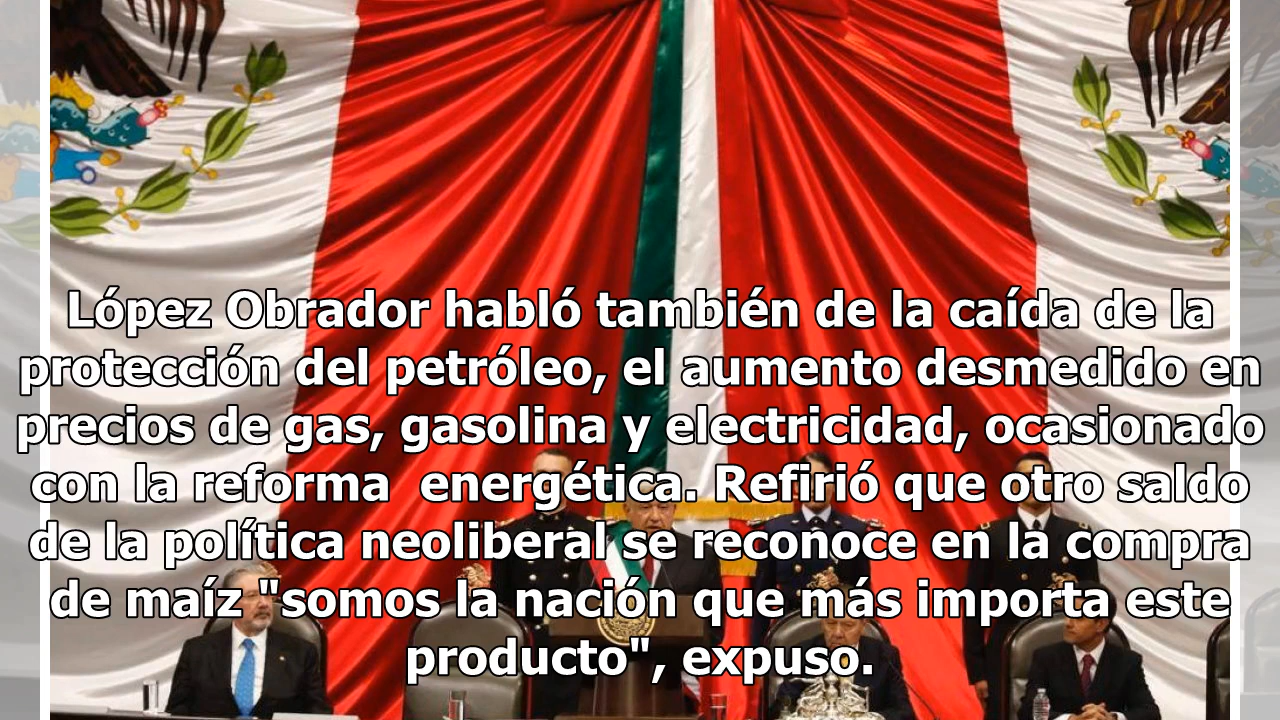 López Obrador habló también de la caída de la
protección del petróleo, el aumento desmedido en
precios de gas, gasolina y electricidad, ocasionado
con la reforma  energética. Refirió que otro saldo
de la política neoliberal se reconoce en la compra
de maíz "somos la nación que más importa este
producto", expuso.